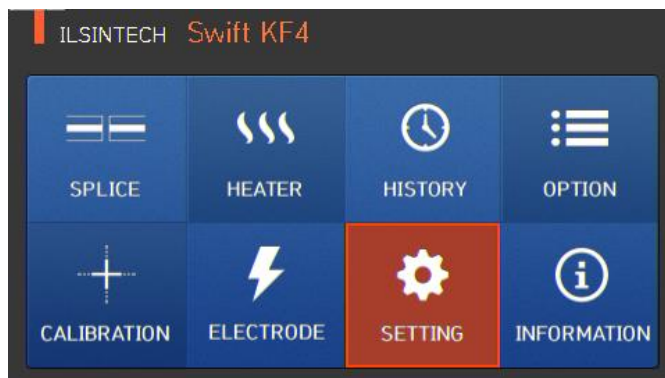 ILSINTECH Swift KF4
SPLICE HEATER HISTORY OPTION
CALIBRATION ELECTRODE SETTING INFORMATION